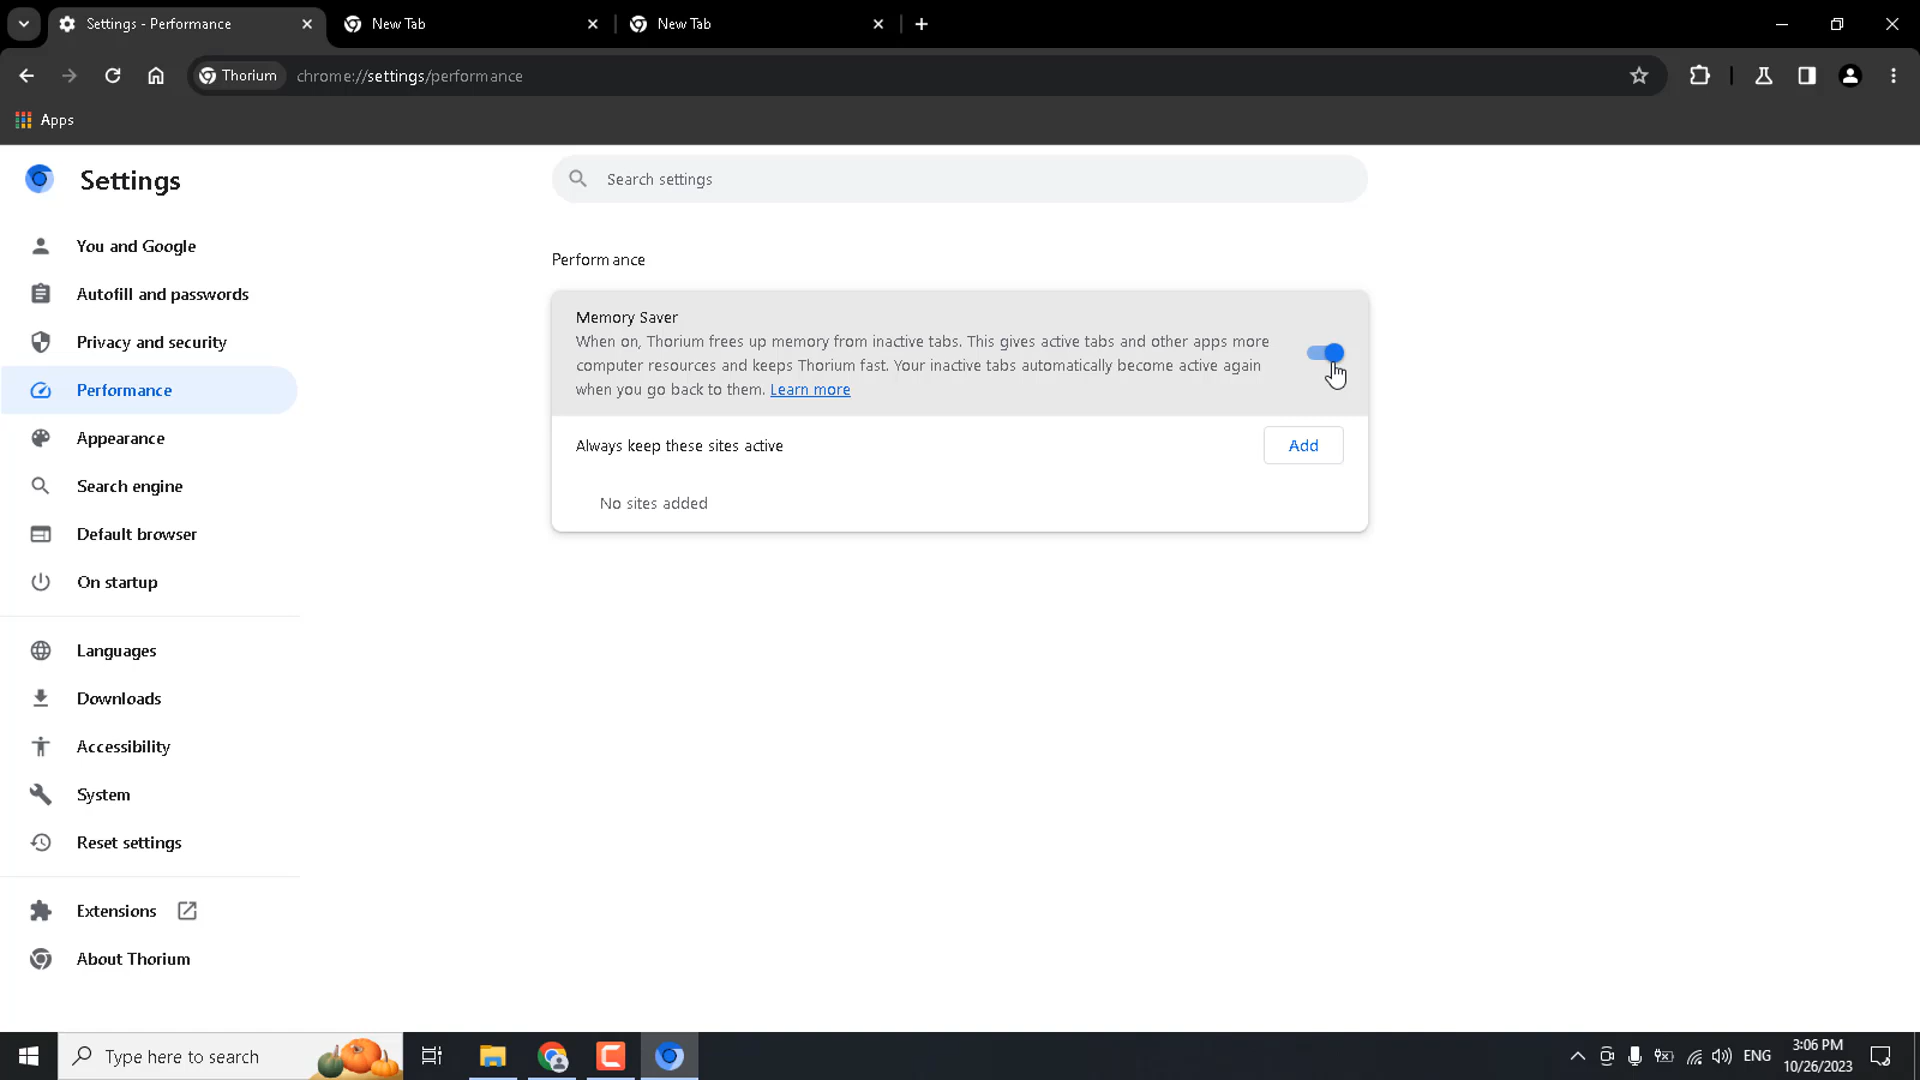 Settings - Performance
New Tab
New Tab
Thorium
chrome://settings/performance
Apps
Settings
Search settings
You and Google
Autofill and passwords
Privacy and security
Performance
Appearance
Search engine
Default browser
On startup
Languages
Downloads
Accessibility
System
Reset settings
Extensions
About Thorium
Performance
Memory Saver
When on, Thorium frees up memory from inactive tabs. This gives active tabs and other apps more
computer resources and keeps Thorium fast. Your inactive tabs automatically become active again
when you go back to them. Learn more
Always keep these sites active
Add
No sites added
Type here to search
ENG
3:06 PM
10/26/2023